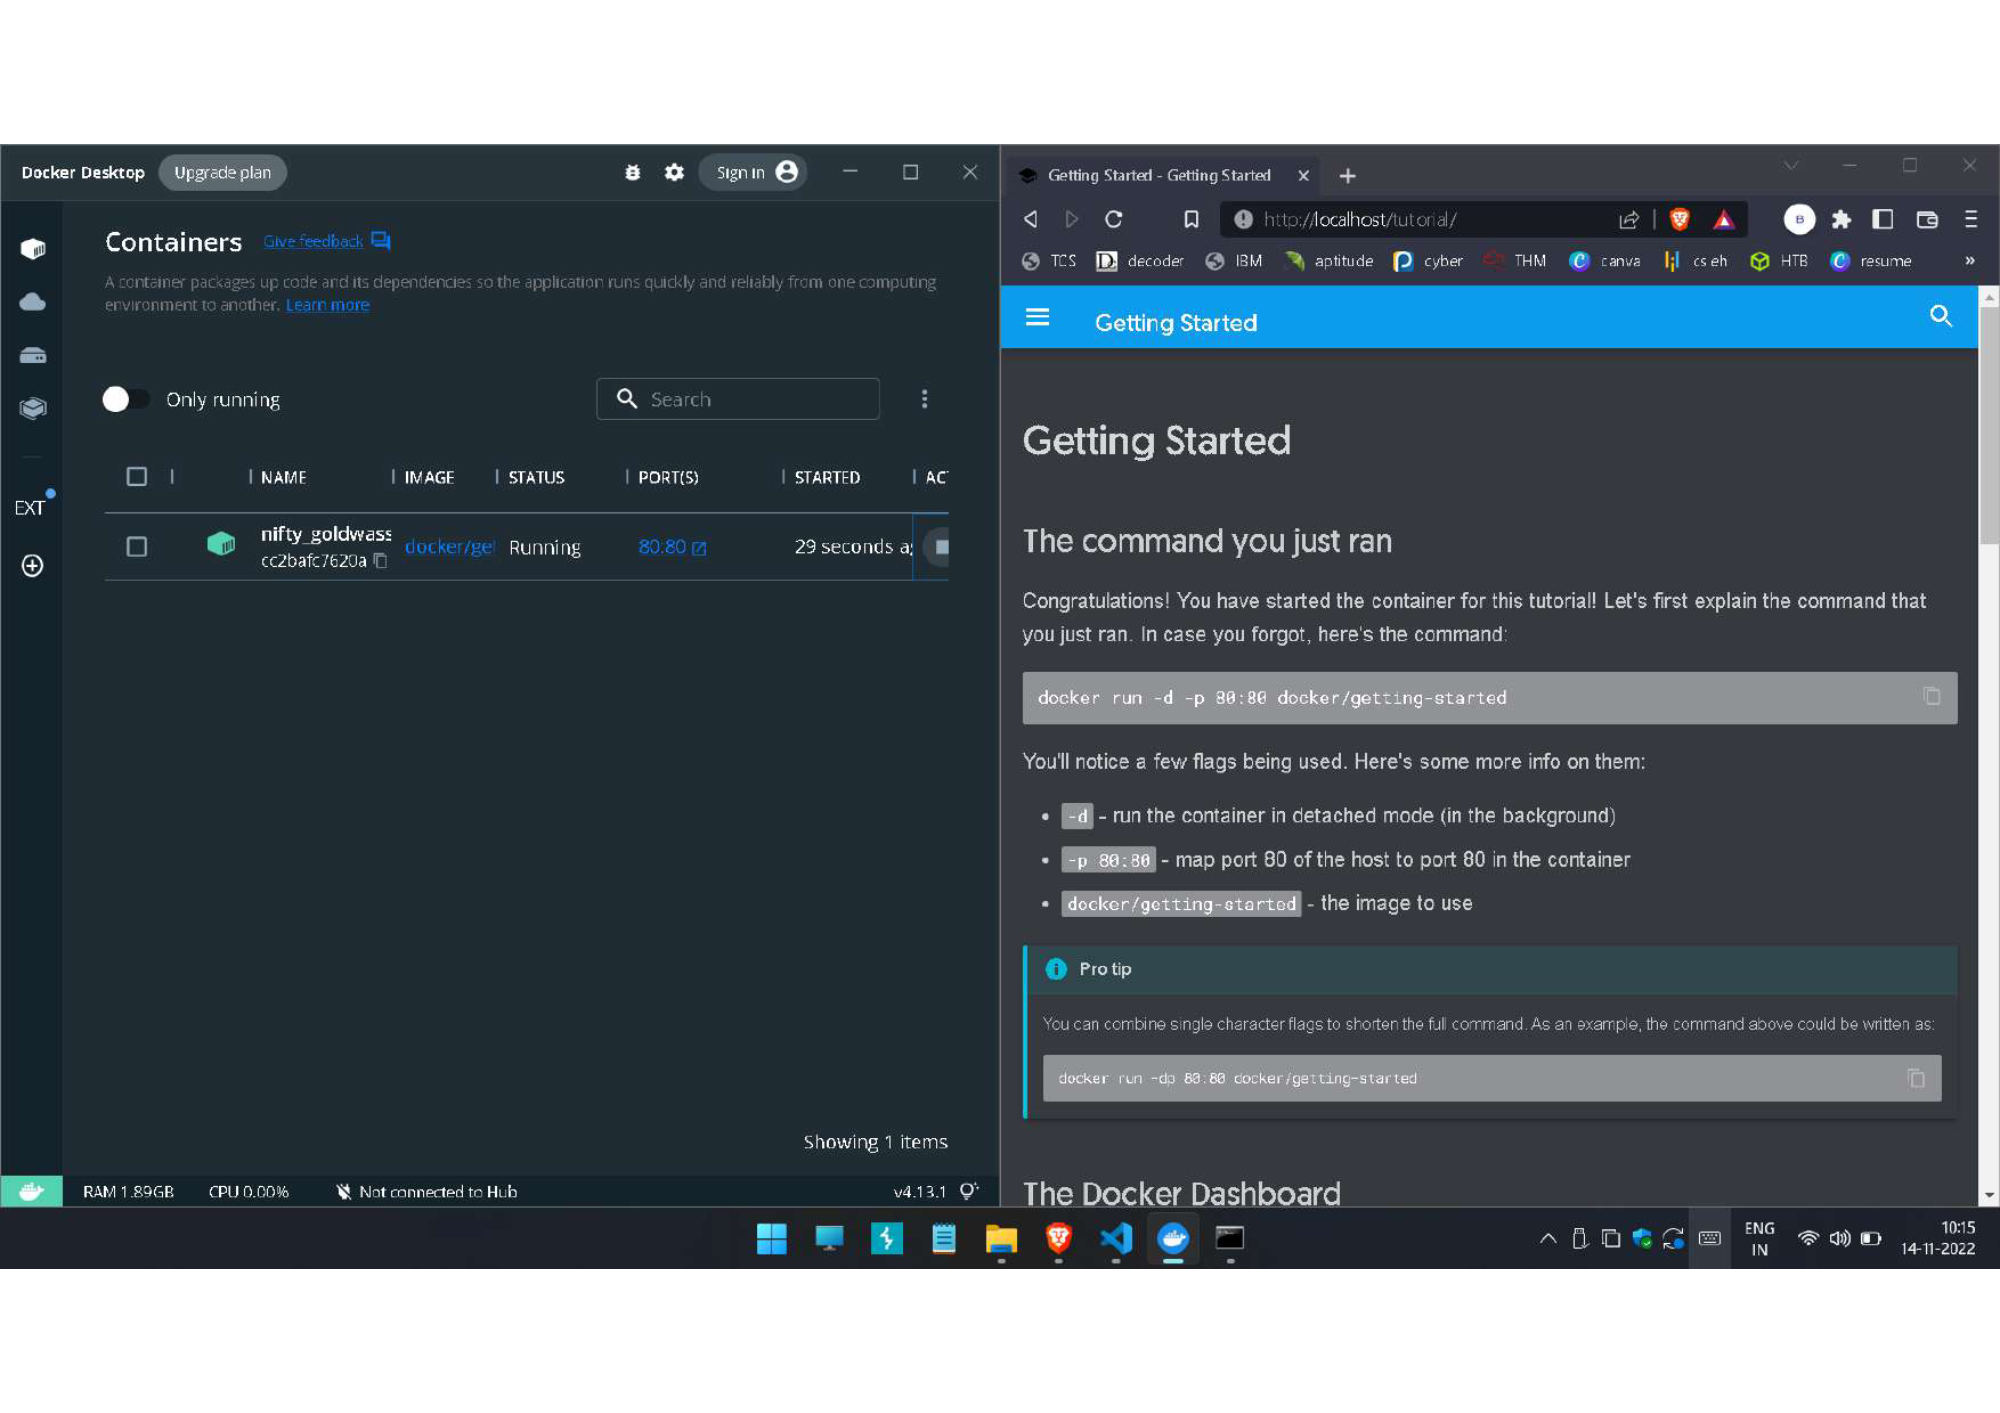 Docker Desktop
Upgrade plan
Sign in
Containers
Give feedback
A container packages up code and its dependencies so the application runs quickly and reliably from one computing
environment to another. Learn more
Only running
Search
EXT
NAME IMAGE STATUS PORT(S) STARTED AC
nifty_goldwass docker/ge Running 80:80 29 seconds a
cc2bafc7620a
Showing 1 items
RAM 1.89GB CPU 0.00% Not connected to Hub v4.13.1
Getting Started - Getting Started
http://localhost/tutorial/
B
TCS decoder IBM aptitude cyber THM canva cs eh HTB resume »
Getting Started
Getting Started
The command you just ran
Congratulations! You have started the container for this tutorial! Let's first explain the command that
you just ran. In case you forgot, here's the command:
docker run -d -p 80:80 docker/getting-started
You'll notice a few flags being used. Here's some more info on them:
• -d - run the container in detached mode (in the background)
• -p 80:80 - map port 80 of the host to port 80 in the container
• docker/getting-started - the image to use
Pro tip
You can combine single character flags to shorten the full command. As an example, the command above could be written as:
docker run -dp 80:80 docker/getting-started
The Docker Dashboard
ENG
IN
10:15
14-11-2022